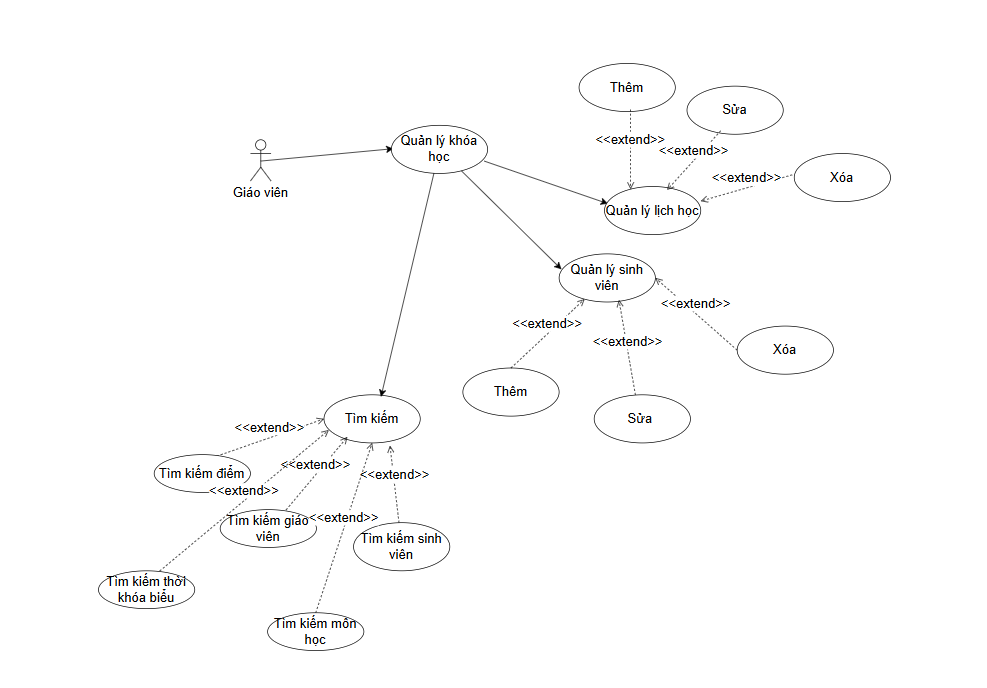 Thêm
Sửa
<<extend>>
Quản lý khóa
học
<<extend>>
<<extend>>
Xóa
Giáo viên
Quản lý lịch học
Quản lý sinh
viên
<<extend>>
<<extend>>
<<extend>>
Xóa
Thêm
Sửa
Tìm kiếm
<<extend>>
<<extend>>
Tìm kiếm điểm
<<extend>>
<<extend>>
Tìm kiếm giáo
viên
<<extend>>
Tìm kiếm sinh
viên
Tìm kiếm thời
khóa biểu
Tìm kiếm môn
học